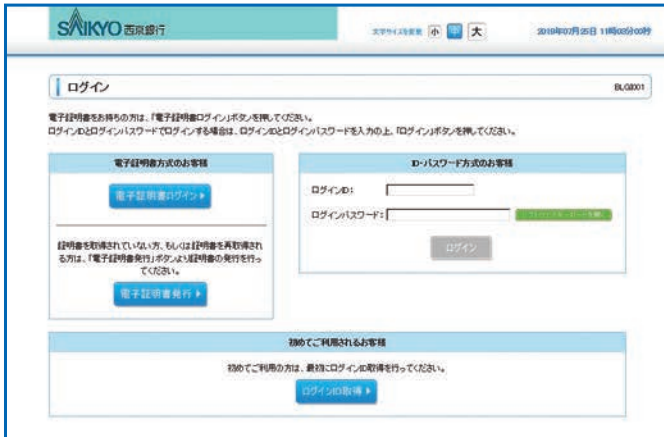 SAIKYO 西京銀行
文字サイズを変更 小 中 大
2010年02月25日 11時03分00秒
ログイン
BLGI001
電子証明書をお持ちの方は、「電子証明書ログイン」ボタンを押してください。
ログインIDとログインパスワードでログインする場合は、ログインIDとログインパスワードを入力の上、「ログイン」ボタンを押してください。
電子証明書方式のお客様
電子証明書ログイン
証明書を取得されていない方、もしくは証明書を再取得され
る方は、「電子証明書発行」ボタンより証明書の発行を行っ
てください。
電子証明書発行
ID・パスワード方式のお客様
ログインID：
ログインパスワード：
ログイン
初めてご利用されるお客様
初めてご利用の方は、最初にログインID取得を行ってください。
ログインID取得